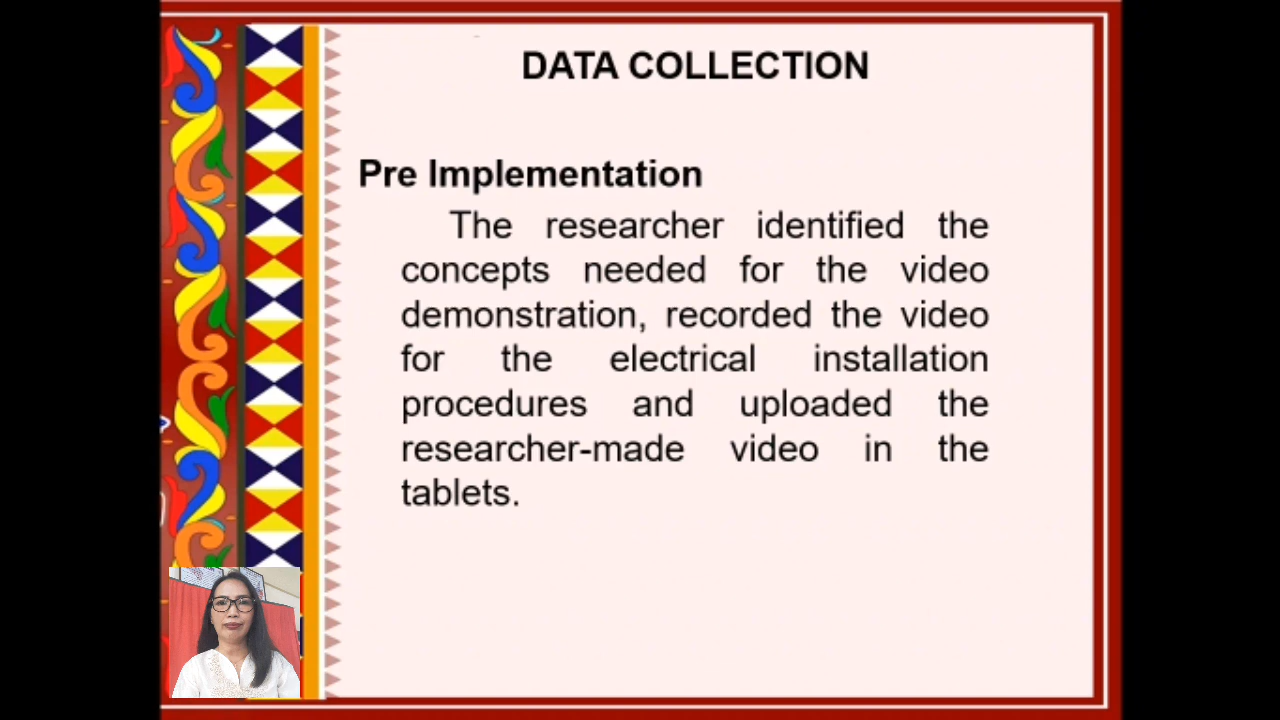 DATA COLLECTION
Pre Implementation
The researcher identified the
concepts needed for the video
demonstration, recorded the video
for the electrical installation
procedures and uploaded the
researcher-made video in the
tablets.